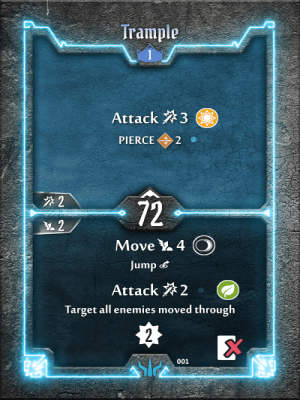 Trample
1
Attack 3
PIERCE 2
2
72
2
Move 4
Jump
Attack 2
Target all enemies moved through
2
001